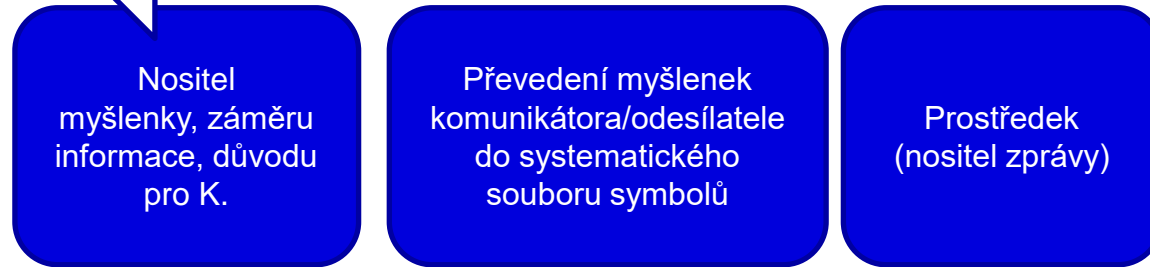 Nositel
myšlenky, záměru
informace, důvodu
pro K.
Převedení myšlenek
komunikátora/odesílatele
do systematického
souboru symbolů
Prostředek
(nositel zprávy)